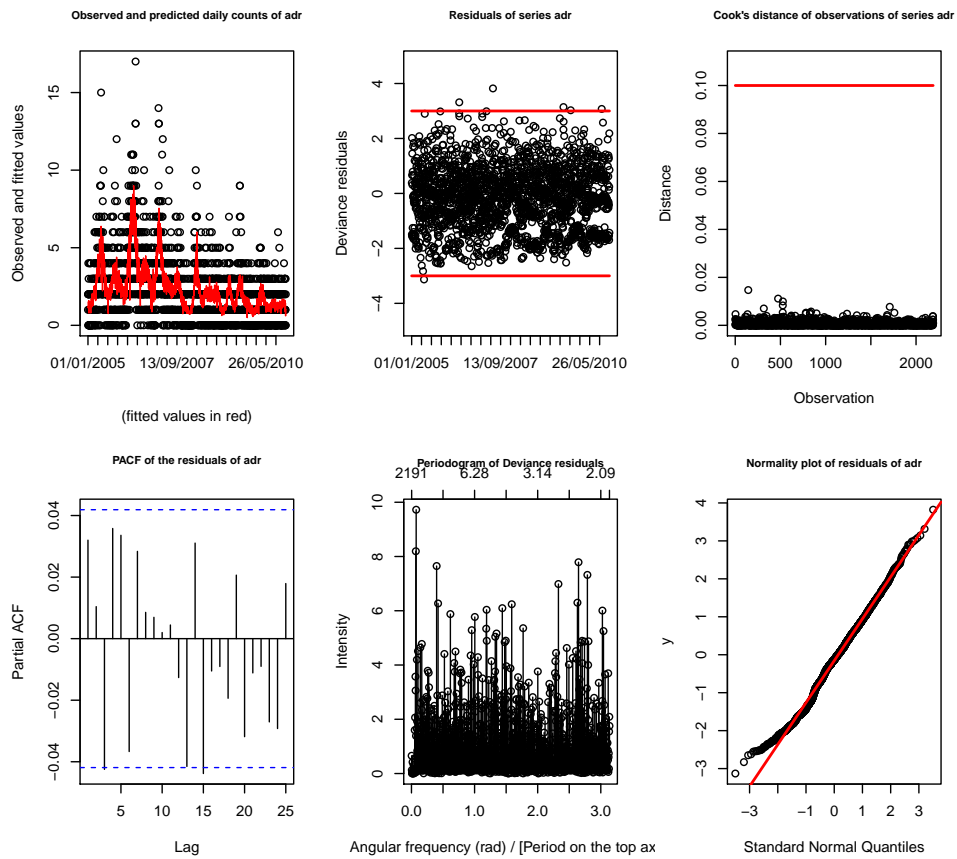 Observed and predicted daily counts of adr
Observed and fitted values
15
10
5
0
01/01/2005 13/09/2007 26/05/2010
(fitted values in red)
Residuals of series adr
Deviance residuals
4
2
0
−2
−4
01/01/2005 13/09/2007 26/05/2010
Cook's distance of observations of series adr
Distance
0.10
0.08
0.06
0.04
0.02
0.00
0 500 1000 2000
Observation
PACF of the residuals of adr
Partial ACF
0.04
0.02
0.00
−0.02
−0.04
5 10 15 20 25
Lag
Periodogram of Deviance residuals
2191 6.28 3.14 2.09
Intensity
10
8
6
4
2
0
0.0 1.0 2.0 3.0
Angular frequency (rad) / [Period on the top ax
Normality plot of residuals of adr
y
4
3
2
1
0
−1
−2
−3
−3 −2 −1 0 1 2 3
Standard Normal Quantiles